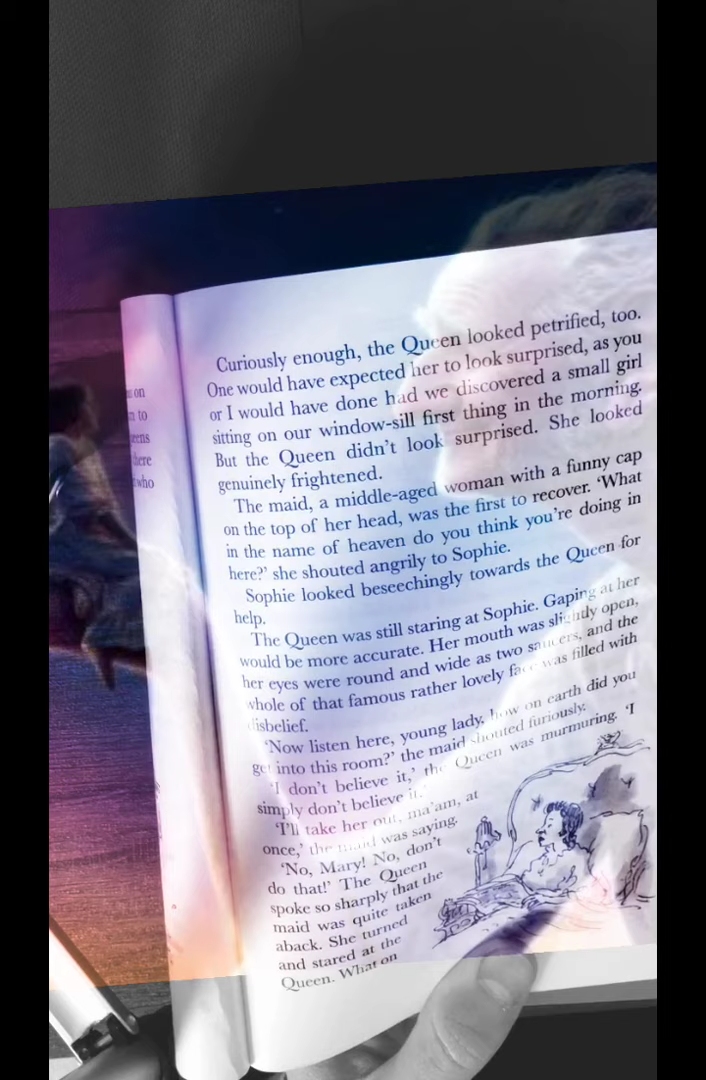 us on
n to
eens
here
who
Curiously enough, the Queen looked petrified, too.
One would have expected her to look surprised, as you
or I would have done had we discovered a small girl
sitting on our window-sill first thing in the morning.
But the Queen didn't look surprised. She looked
genuinely frightened.
The maid, a middle-aged woman with a funny cap
on the top of her head, was the first to recover. 'What
in the name of heaven do you think you're doing in
here?' she shouted angrily to Sophie.
Sophie looked beseechingly towards the Queen for
help.
The Queen was still staring at Sophie. Gaping at her
would be more accurate. Her mouth was slightly open,
her eyes were round and wide as two saucers, and the
whole of that famous rather lovely face was filled with
disbelief.
'Now listen here, young lady, how on earth did you
get into this room?' the maid shouted furiously.
'I don't believe it,' the Queen was murmuring. 'I
simply don't believe it.'
'I'll take her out, ma'am, at
once,' the maid was saying.
'No, Mary! No, don't
do that!' The Queen
spoke so sharply that the
maid was quite taken
aback. She turned
and stared at the
Queen. What on